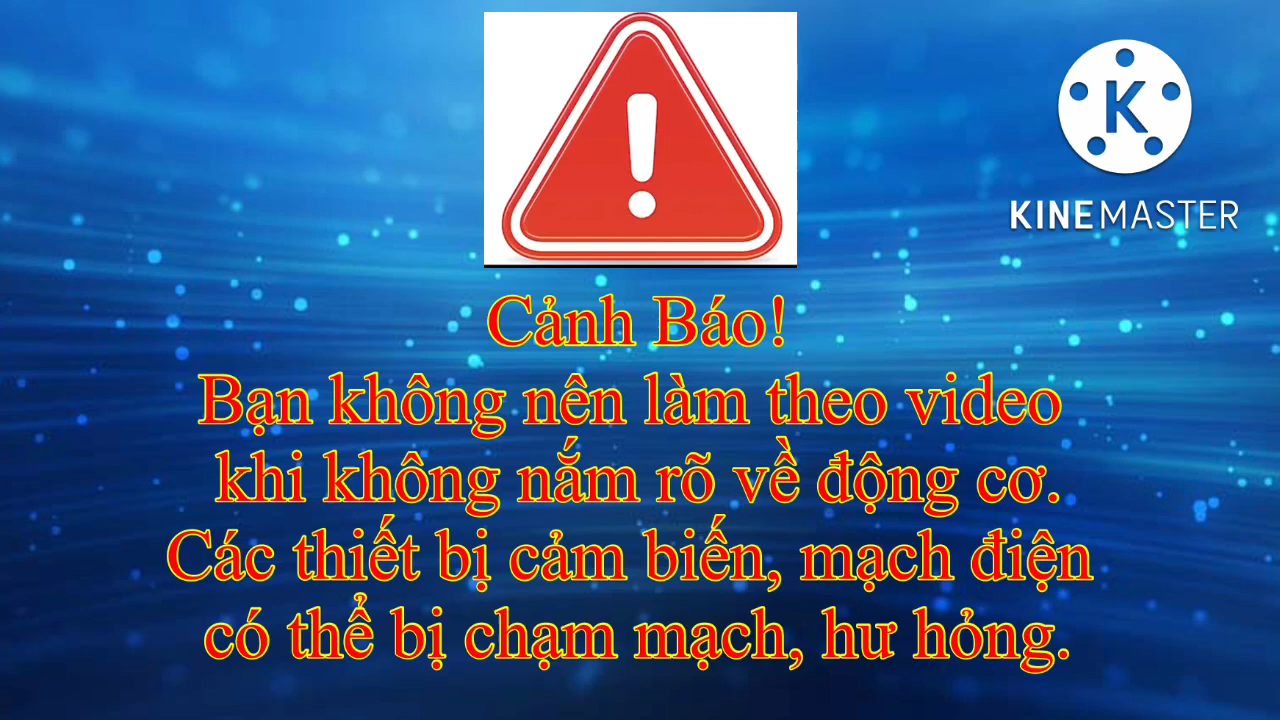 K
KINEMASTER
Cảnh Báo!
Bạn không nên làm theo video
khi không nắm rõ về động cơ.
Các thiết bị cảm biến, mạch điện
có thể bị chạm mạch, hư hỏng.